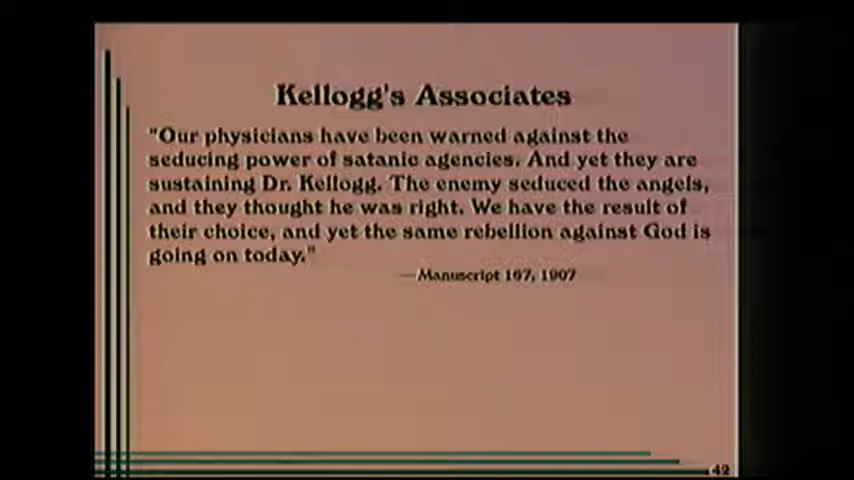 Kellogg's Associates
"Our physicians have been warned against the
seducing power of satanic agencies. And yet they are
sustaining Dr. Kellogg. The enemy seduced the angels,
and they thought he was right. We have the result of
their choice, and yet the same rebellion against God is
going on today."
—Manuscript 167, 1907
42